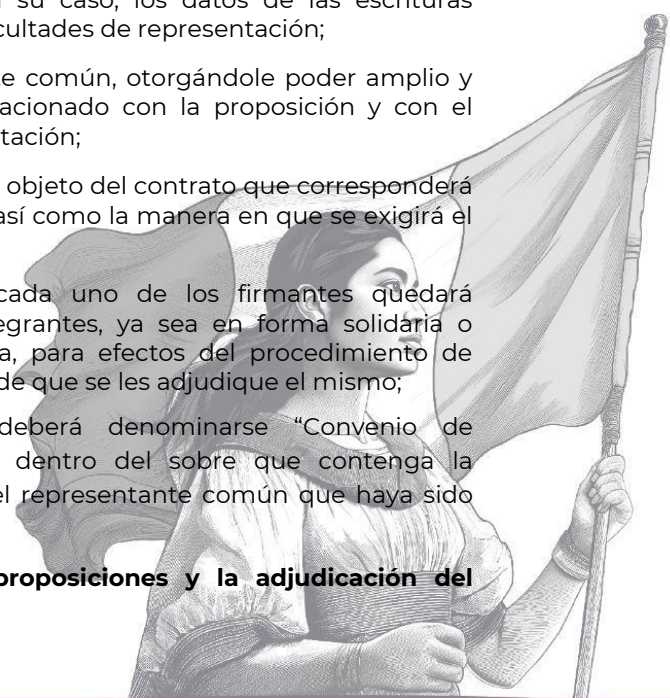 su caso, los datos de las escrituras
cultades de representación;
te común, otorgándole poder amplio y
acionado con la proposición y con el
tación;
objeto del contrato que corresponderá
así como la manera en que se exigirá el
cada uno de los firmantes quedará
egrantes, ya sea en forma solidaria o
a, para efectos del procedimiento de
de que se les adjudique el mismo;
deberá denominarse “Convenio de
dentro del sobre que contenga la
el representante común que haya sido
proposiciones y la adjudicación del